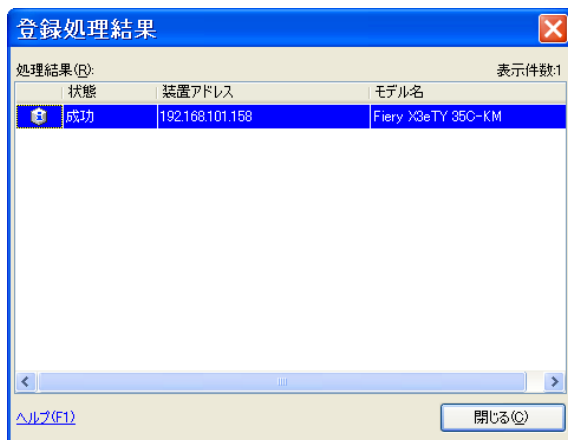 登録処理結果
処理結果(R): 表示件数:1
状態 装置アドレス モデル名
成功 192.168.101.158 Fiery X3eTY 35C-KM
ヘルプ(F1) 閉じる(C)